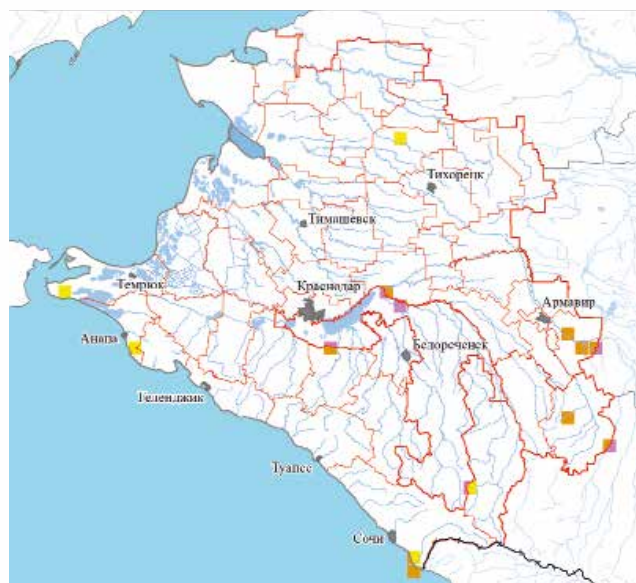 Тихорецк
Тимашевск
Темрюк
Краснодар
Армавир
Анапа
Белореченск
Геленджик
Туапсе
Сочи